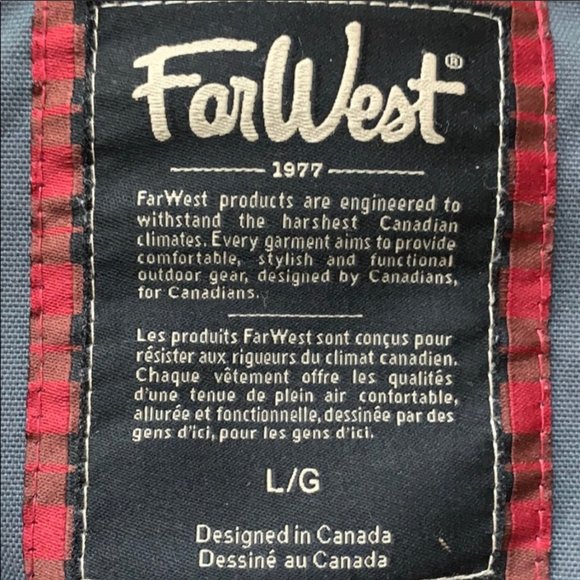 FarWest®
1977
FarWest products are engineered to
withstand the harshest Canadian
climates. Every garment aims to provide
comfortable, stylish and functional
outdoor gear, designed by Canadians,
for Canadians.
Les produits FarWest sont conçus pour
résister aux rigueurs du climat canadien.
Chaque vêtement offre les qualités
d'une tenue de plein air confortable,
allurée et fonctionnelle, dessinée par des
gens d'ici, pour les gens d'ici.
L/G
Designed in Canada
Dessiné au Canada